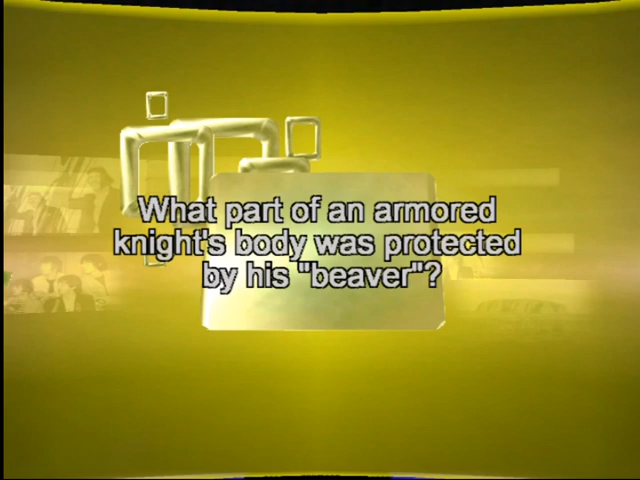 What part of an armored
knight's body was protected
by his "beaver"?